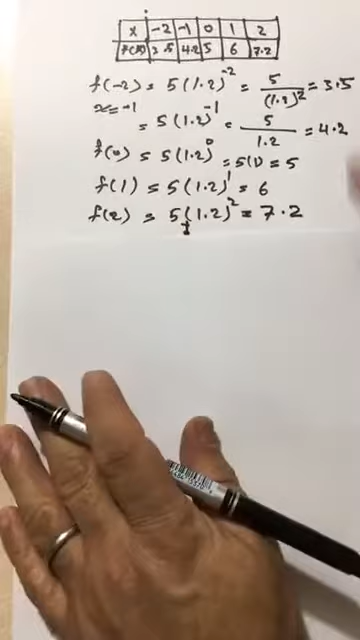 x -2 -1 0 1 2
f(x) 3.5 4.2 5 6 7.2
f(-2) = 5(1.2)^-2 = 5/(1.2)^2 = 3.5
x=-1
= 5(1.2)^-1 = 5/1.2 = 4.2
f(0) = 5(1.2)^0 = 5(1) = 5
f(1) = 5(1.2)^1 = 6
f(2) = 5(1.2)^2 = 7.2